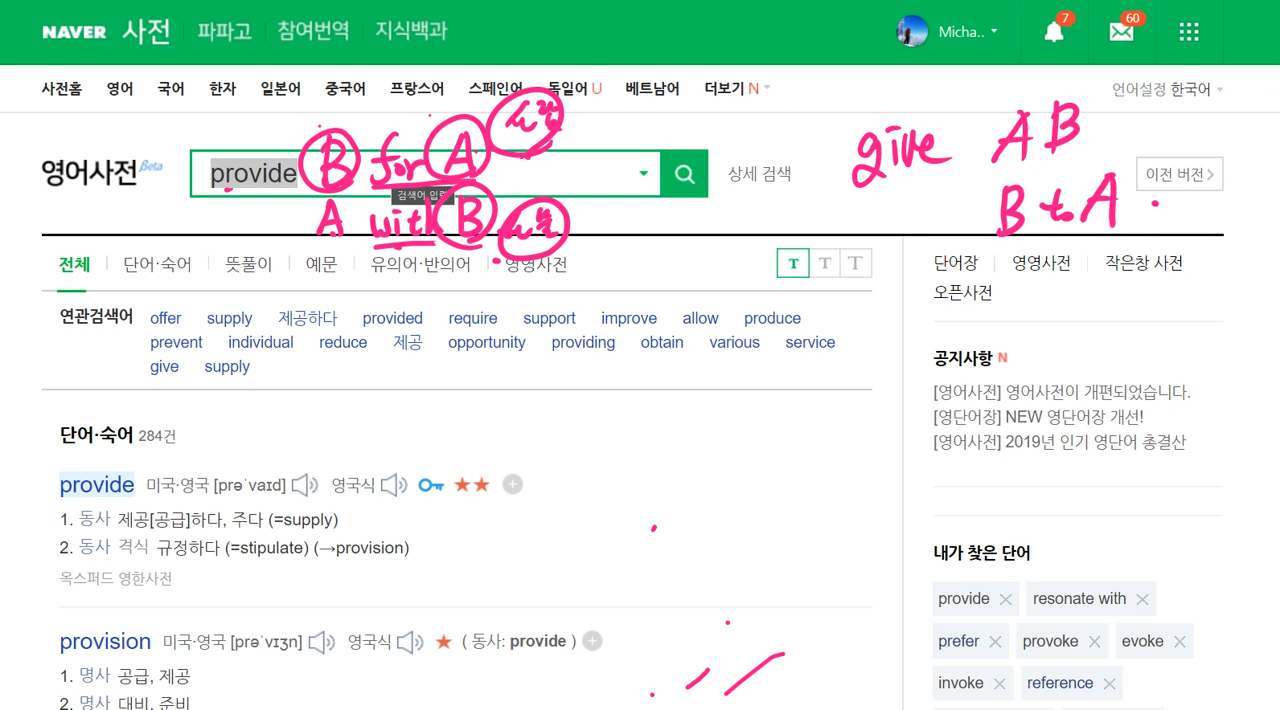 NAVER 사전 파파고 참여번역 지식백과 Micha.. 7 60
사전홈 영어 국어 한자 일본어 중국어 프랑스어 스페인어 독일어 U 베트남어 더보기 N 언어설정 한국어
영어사전 Beta provide B for A 사람 상세 검색 give A B 이전 버전
검색어 입력
A with B 사물 B to A
전체 단어·숙어 뜻풀이 예문 유의어·반의어 영영사전 T T T 단어장 영영사전 작은창 사전
오픈사전
연관검색어 offer supply 제공하다 provided require support improve allow produce
prevent individual reduce 제공 opportunity providing obtain various service
give supply
공지사항 N
[영어사전] 영어사전이 개편되었습니다.
[영단어장] NEW 영단어장 개선!
[영어사전] 2019년 인기 영단어 총결산
단어·숙어 284건
provide 미국·영국 [prəˈvaɪd] 영국식
1. 동사 제공[공급]하다, 주다 (=supply)
2. 동사 격식 규정하다 (=stipulate) (→provision)
옥스퍼드 영한사전
provision 미국·영국 [prəˈvɪʒn] 영국식 ( 동사: provide )
1. 명사 공급, 제공
2. 명사 대비, 준비
내가 찾은 단어
provide resonate with
prefer provoke evoke
invoke reference